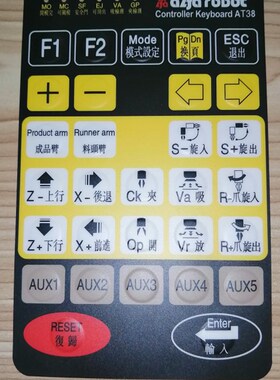 alfa robot
MO MC SF EJ VA GP
Controller Keyboard AT38
F1 F2 Mode 模式設定 Pg Dn 換頁 ESC 退出
+ −
Product arm 成品臂 Runner arm 料頭臂 S−旋入 S+旋出
Z−上行 X−後退 Ck 夾 Va 吸 R−爪旋入
Z+下行 X+前進 Op 開 Vr 放 R+爪旋出
AUX1 AUX2 AUX3 AUX4 AUX5
RESET 復歸
Enter 輸入